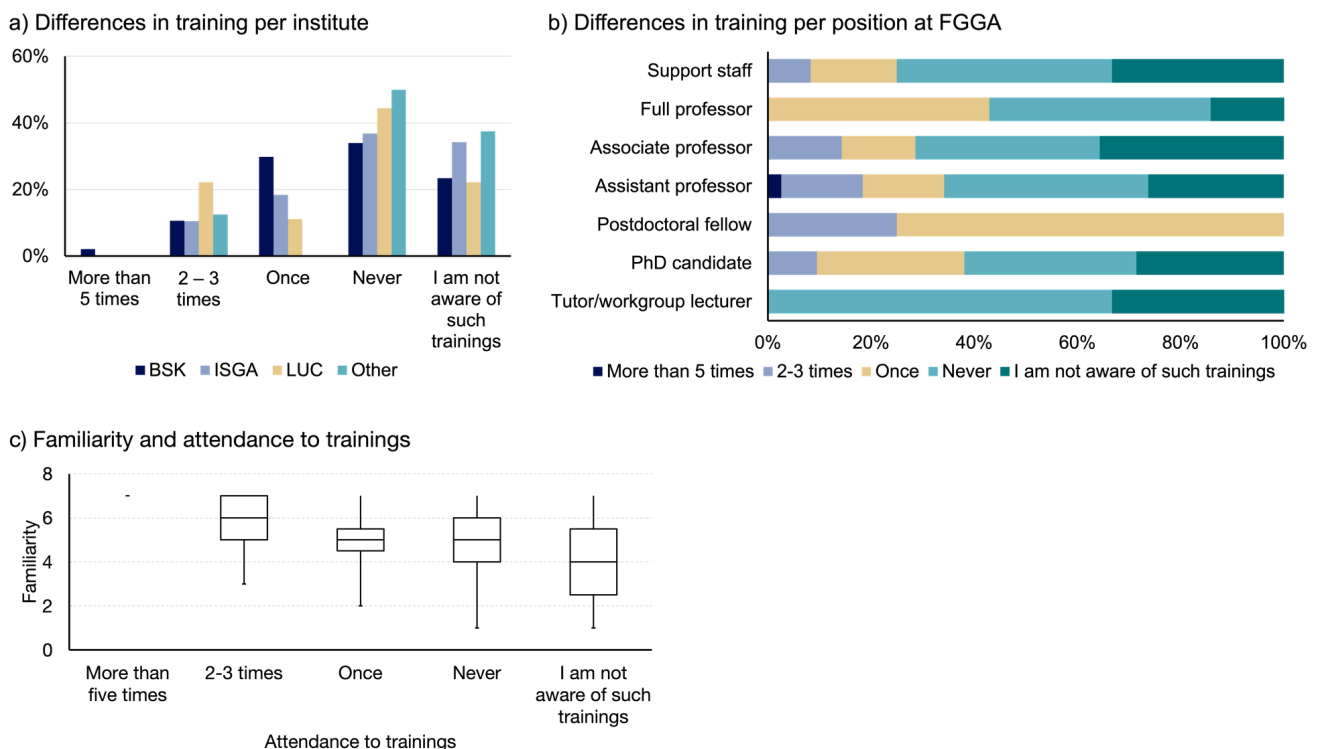 a) Differences in training per institute
60%
40%
20%
0%
More than
5 times
2 – 3
times
Once
Never
I am not
aware of
such
trainings
BSK ISGA LUC Other
b) Differences in training per position at FGGA
Support staff
Full professor
Associate professor
Assistant professor
Postdoctoral fellow
PhD candidate
Tutor/workgroup lecturer
0% 20% 40% 60% 80% 100%
More than 5 times 2-3 times Once Never I am not aware of such trainings
c) Familiarity and attendance to trainings
Familiarity
8
6
4
2
0
More than
five times
2-3 times
Once
Never
I am not
aware of such
trainings
Attendance to trainings